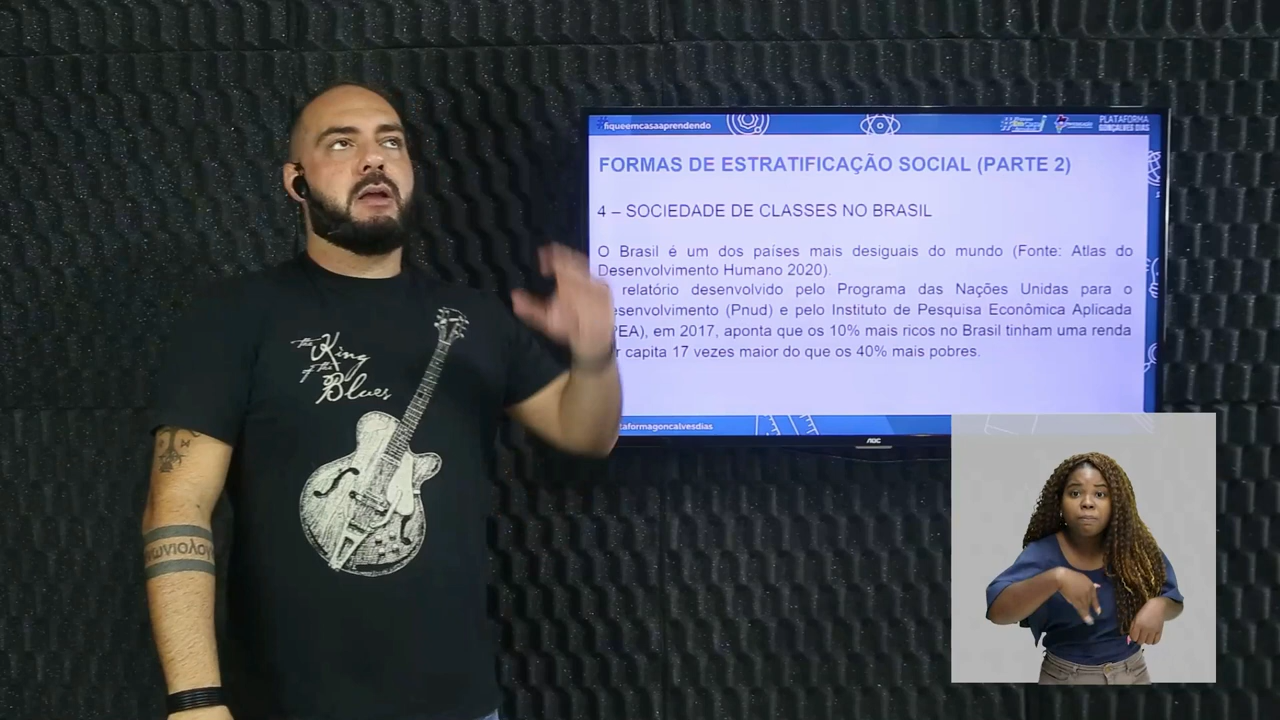 #fiqueemcasaaprendendo
PLATAFORMA
GONÇALVES DIAS
FORMAS DE ESTRATIFICAÇÃO SOCIAL (PARTE 2)
4 – SOCIEDADE DE CLASSES NO BRASIL
O Brasil é um dos países mais desiguais do mundo (Fonte: Atlas do
Desenvolvimento Humano 2020).
relatório desenvolvido pelo Programa das Nações Unidas para o
esenvolvimento (Pnud) e pelo Instituto de Pesquisa Econômica Aplicada
PEA), em 2017, aponta que os 10% mais ricos no Brasil tinham uma renda
r capita 17 vezes maior do que os 40% mais pobres.
taformagoncalvesdias
AOC
the King
of the
Blues